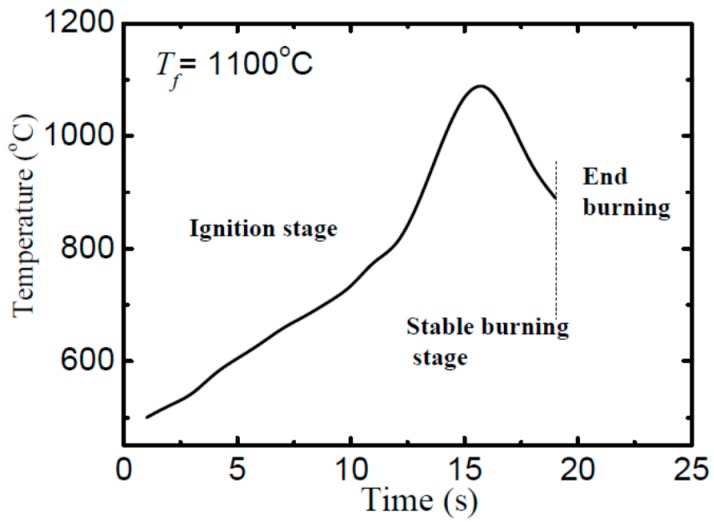 1200
1000
800
600
Temperature (°C)
T_f = 1100°C
Ignition stage
Stable burning
stage
End
burning
0 5 10 15 20 25
Time (s)